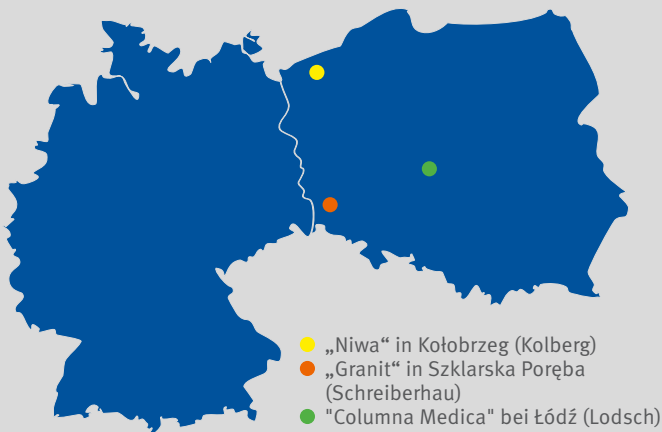 „Niwa“ in Kołobrzeg (Kolberg)
„Granit“ in Szklarska Poręba
(Schreiberhau)
"Columna Medica" bei Łódź (Lodsch)